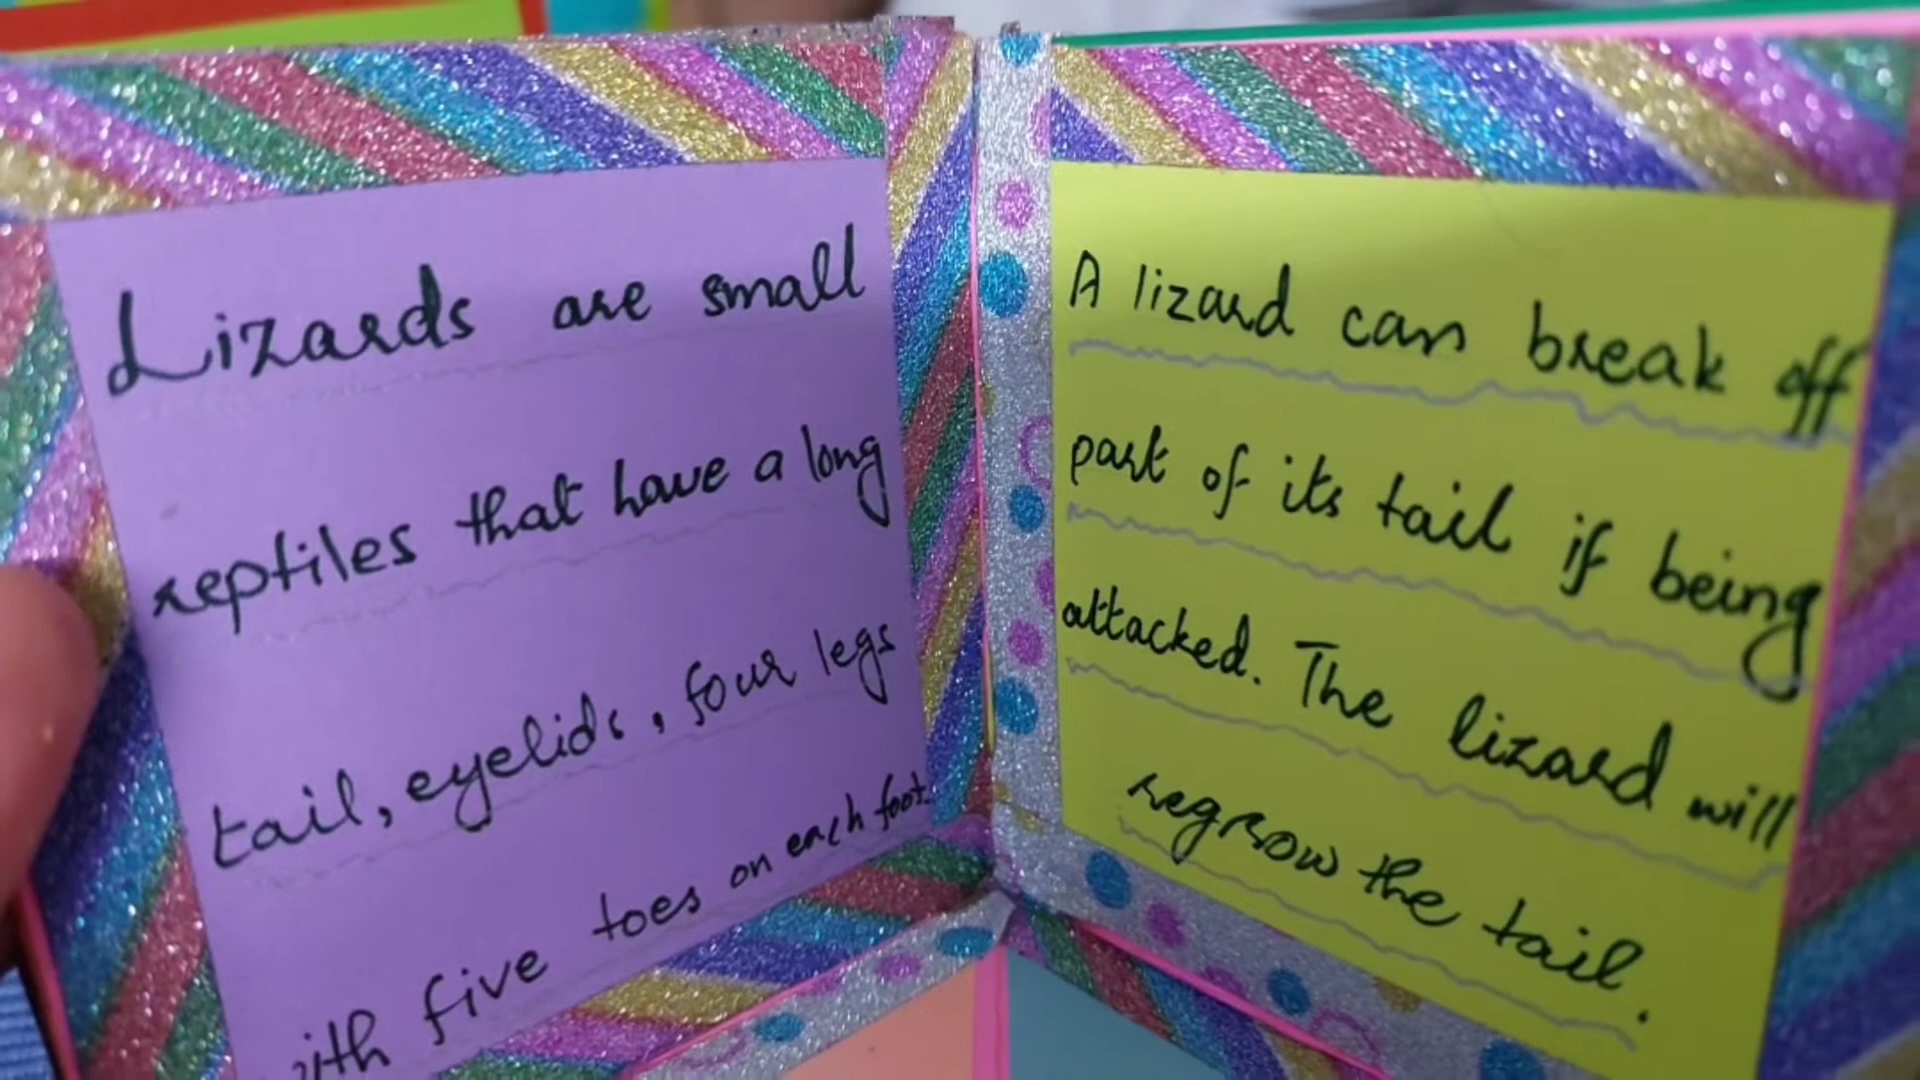 Lizards are small
reptiles that have a long
tail, eyelids, four legs
with five toes on each foot.
A lizard can break off
part of its tail if being
attacked. The lizard will
regrow the tail.